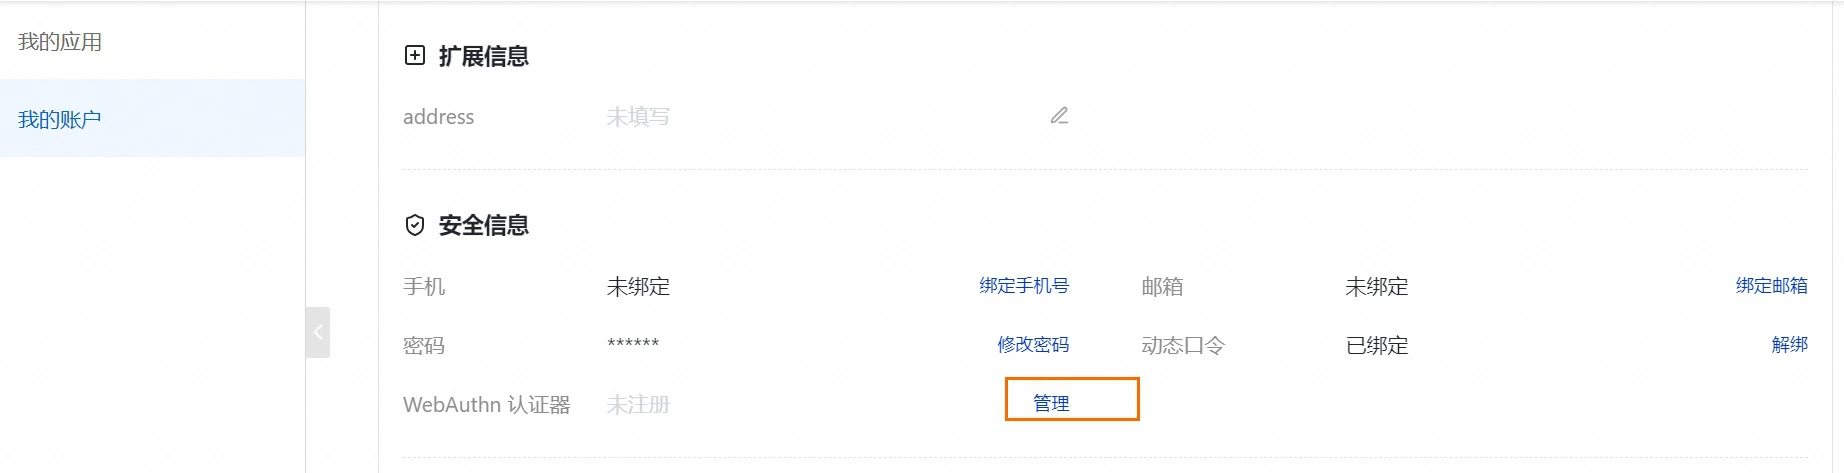 我的应用
我的账户
扩展信息
address 未填写
安全信息
手机 未绑定 绑定手机号 邮箱 未绑定 绑定邮箱
密码 ****** 修改密码 动态口令 已绑定 解绑
WebAuthn 认证器 未注册 管理